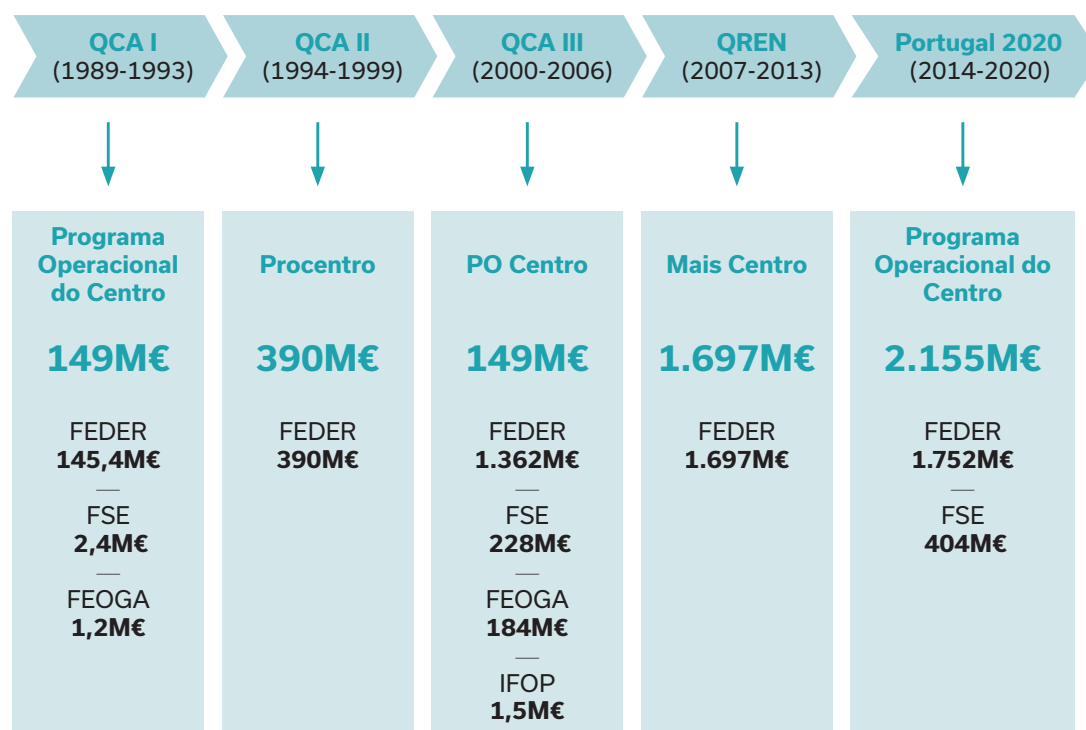 QCA I
(1989-1993)
QCA II
(1994-1999)
QCA III
(2000-2006)
QREN
(2007-2013)
Portugal 2020
(2014-2020)
Programa
Operacional
do Centro
149M€
FEDER
145,4M€
FSE
2,4M€
FEOGA
1,2M€
Procentro
390M€
FEDER
390M€
PO Centro
149M€
FEDER
1.362M€
FSE
228M€
FEOGA
184M€
IFOP
1,5M€
Mais Centro
1.697M€
FEDER
1.697M€
Programa
Operacional do
Centro
2.155M€
FEDER
1.752M€
FSE
404M€